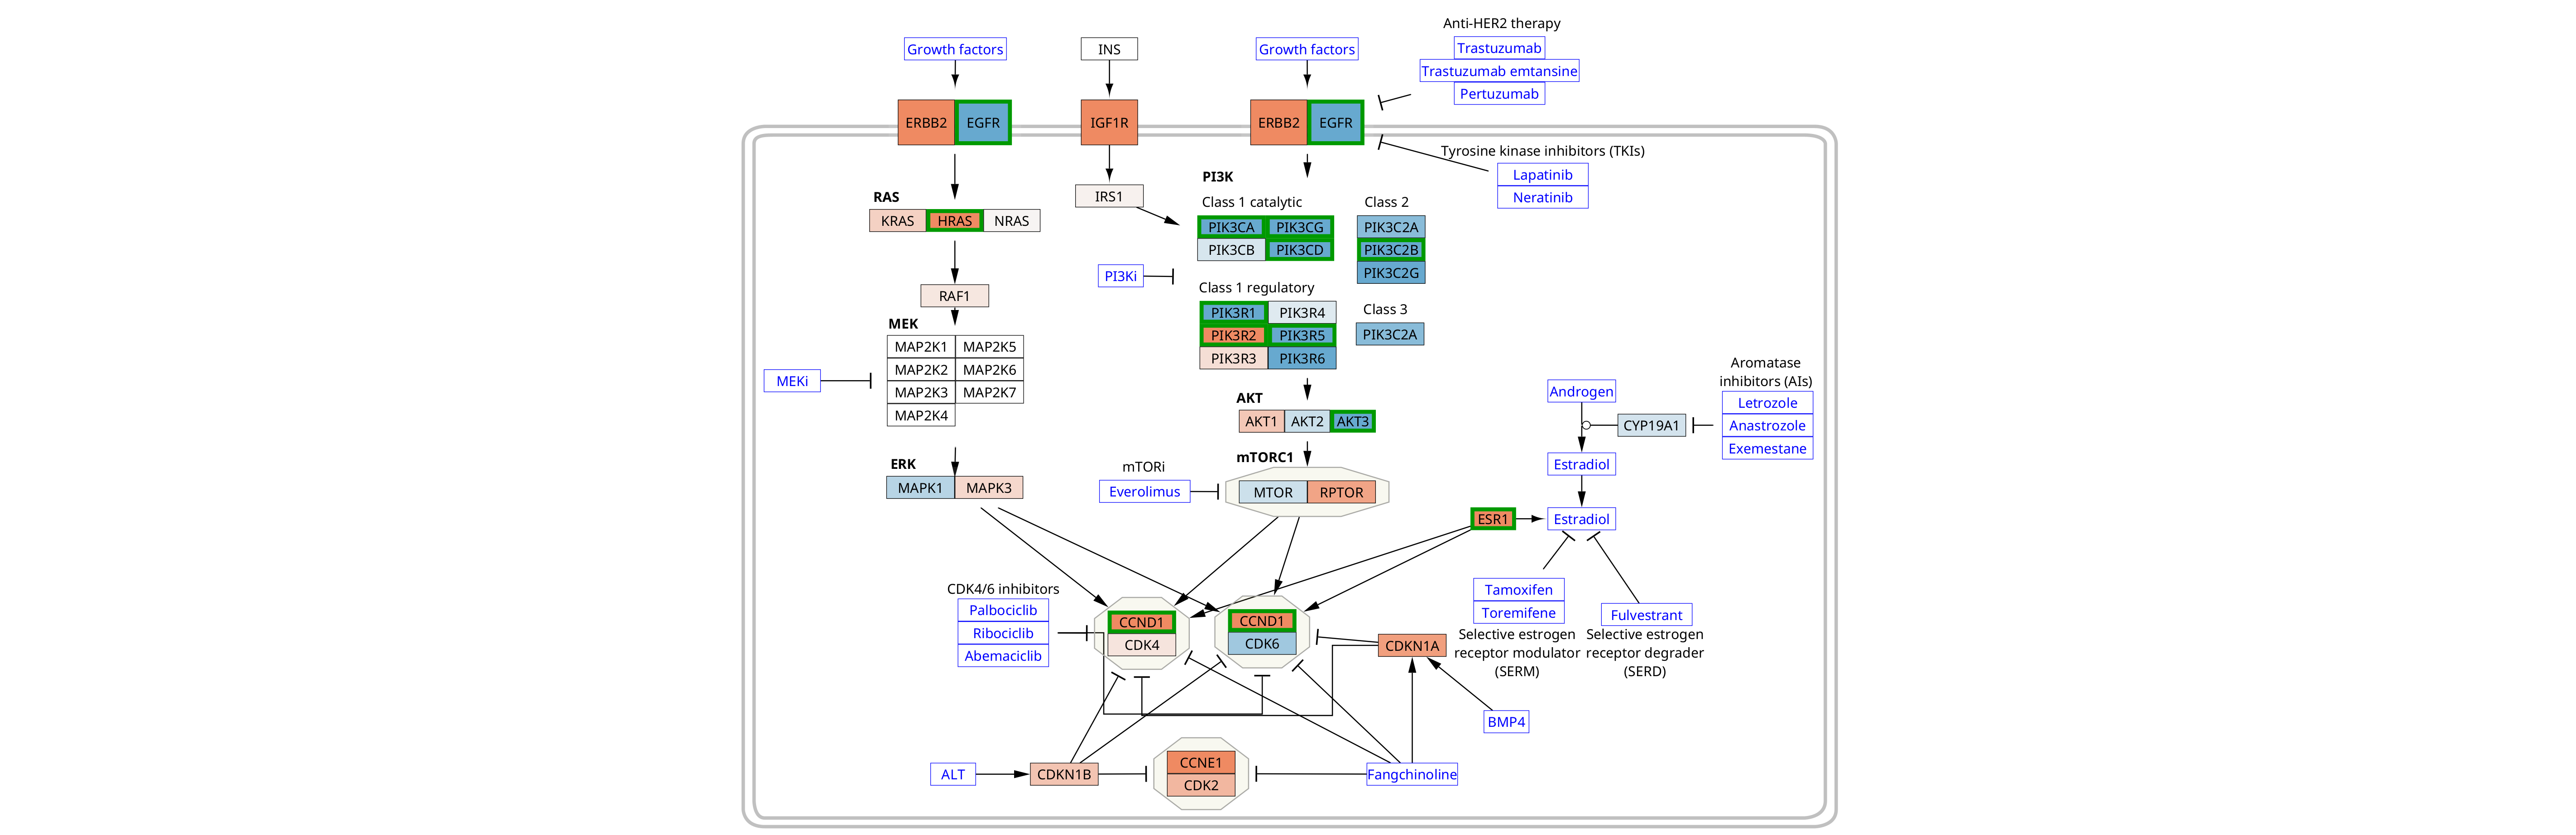 Anti-HER2 therapy
Growth factors
INS
Growth factors
Trastuzumab
Trastuzumab emtansine
Pertuzumab
ERBB2 EGFR
IGF1R
ERBB2 EGFR
Tyrosine kinase inhibitors (TKIs)
Lapatinib
Neratinib
RAS
KRAS HRAS NRAS
IRS1
PI3K
Class 1 catalytic
PIK3CA PIK3CG
PIK3CB PIK3CD
Class 2
PIK3C2A
PIK3C2B
PIK3C2G
PI3Ki
RAF1
Class 1 regulatory
PIK3R1 PIK3R4
PIK3R2 PIK3R5
PIK3R3 PIK3R6
Class 3
PIK3C2A
MEK
MAP2K1 MAP2K5
MAP2K2 MAP2K6
MAP2K3 MAP2K7
MAP2K4
MEKi
AKT
AKT1 AKT2 AKT3
Androgen
CYP19A1
Aromatase
inhibitors (AIs)
Letrozole
Anastrozole
Exemestane
ERK
MAPK1 MAPK3
mTORi
Everolimus
mTORC1
MTOR RPTOR
Estradiol
ESR1
Estradiol
CDK4/6 inhibitors
Palbociclib
Ribociclib
Abemaciclib
CCND1
CDK4
CCND1
CDK6
CDKN1A
Tamoxifen
Toremifene
Selective estrogen
receptor modulator
(SERM)
Fulvestrant
Selective estrogen
receptor degrader
(SERD)
BMP4
ALT
CDKN1B
CCNE1
CDK2
Fangchinoline